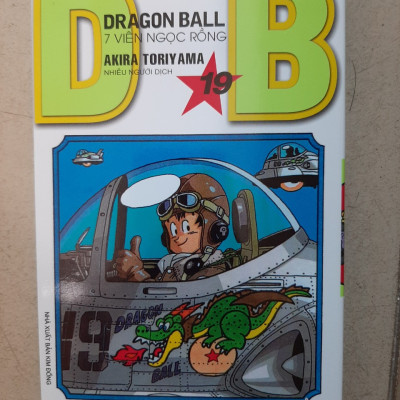 D B
DRAGON BALL
7 VIÊN NGỌC RỒNG
AKIRA TORIYAMA
NHIỀU NGƯỜI DỊCH
19
19
DRAGON
BALL
NHÀ XUẤT BẢN KIM ĐỒNG